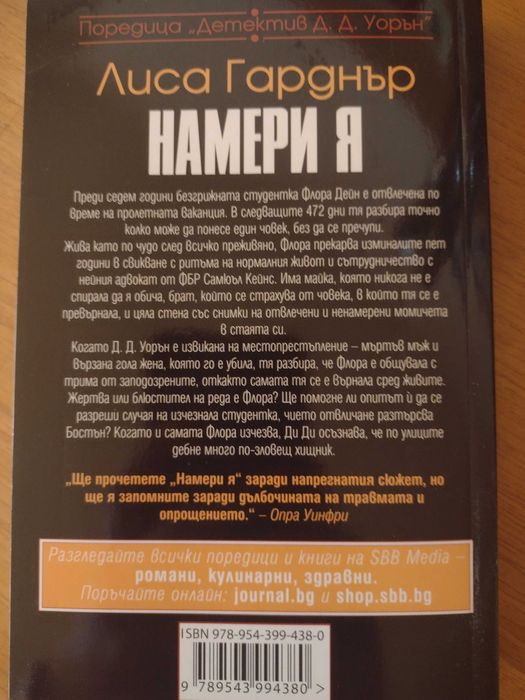 Поредица „Детектив Д. Д. Уорън"
Лиса Гарднър
НАМЕРИ Я
Преди седем години безгрижната студентка Флора Дейн е отвлечена по
време на пролетната ваканция. В следващите 472 дни тя разбира точно
колко може да понесе един човек, без да се пречупи.
Жива като по чудо след всичко преживяно, Флора прекарва изминалите пет
години в свикване с ритъма на нормалния живот и сътрудничество с
нейния адвокат от ФБР Самюъл Кейнс. Има майка, която никога не е
спирала да я обича, брат, който се страхува от човека, в който тя се е
превърнала, и цяла стена със снимки на отвлечени и ненамерени момичета
в стаята си.
Когато Д. Д. Уорън е извикана на местопрестъпление – мъртъв мъж и
вързана гола жена, която го е убила, тя разбира, че Флора е общувала с
трима от заподозрените, откакто самата тя се е върнала сред живите.
Жертва или блюстител на реда е Флора? Ще помогне ли опитът ѝ да се
разреши случая на изчезнала студентка, чието отвличане разтърсва
Бостън? Когато и самата Флора изчезва, Ди Ди осъзнава, че по улиците
дебне много по-зловещ хищник.
„Ще прочетете „Намери я" заради напрегнатия сюжет, но
ще я запомните заради дълбочината на травмата и
опрощението." – Опра Уинфри
Разгледайте всички поредици и книги на SBB Media –
романи, кулинарни, здравни.
Поръчайте онлайн: journal.bg и shop.sbb.bg
ISBN 978-954-399-438-0
9 789543 994380 >